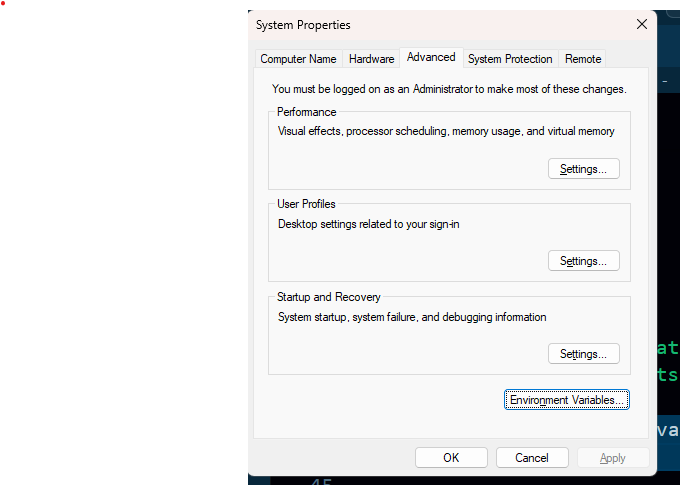 System Properties
Computer Name Hardware Advanced System Protection Remote
You must be logged on as an Administrator to make most of these changes.
Performance
Visual effects, processor scheduling, memory usage, and virtual memory
Settings...
User Profiles
Desktop settings related to your sign-in
Settings...
Startup and Recovery
System startup, system failure, and debugging information
Settings...
Environment Variables...
OK Cancel Apply
at
ts
va
45